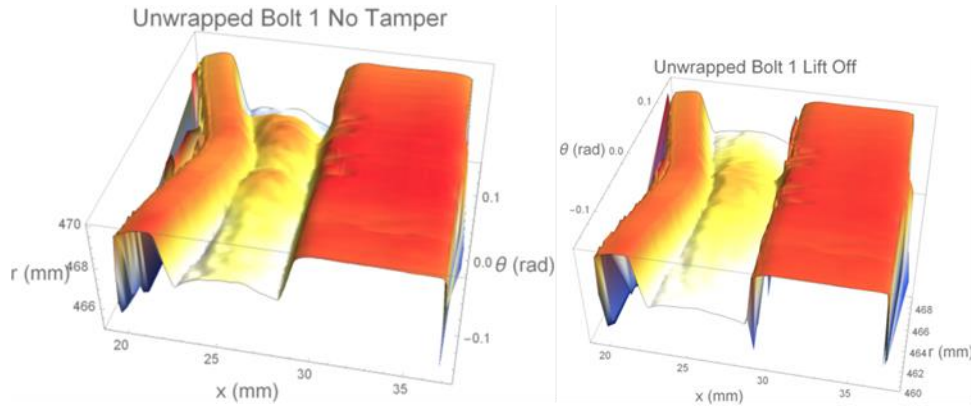 Unwrapped Bolt 1 No Tamper
470
r (mm)
468
466
20
25
30
35
x (mm)
0.1
0.0
θ (rad)
-0.1
Unwrapped Bolt 1 Lift Off
0.1
θ (rad)
0.0
-0.1
20
25
30
35
x (mm)
468
466
464
r (mm)
462
460